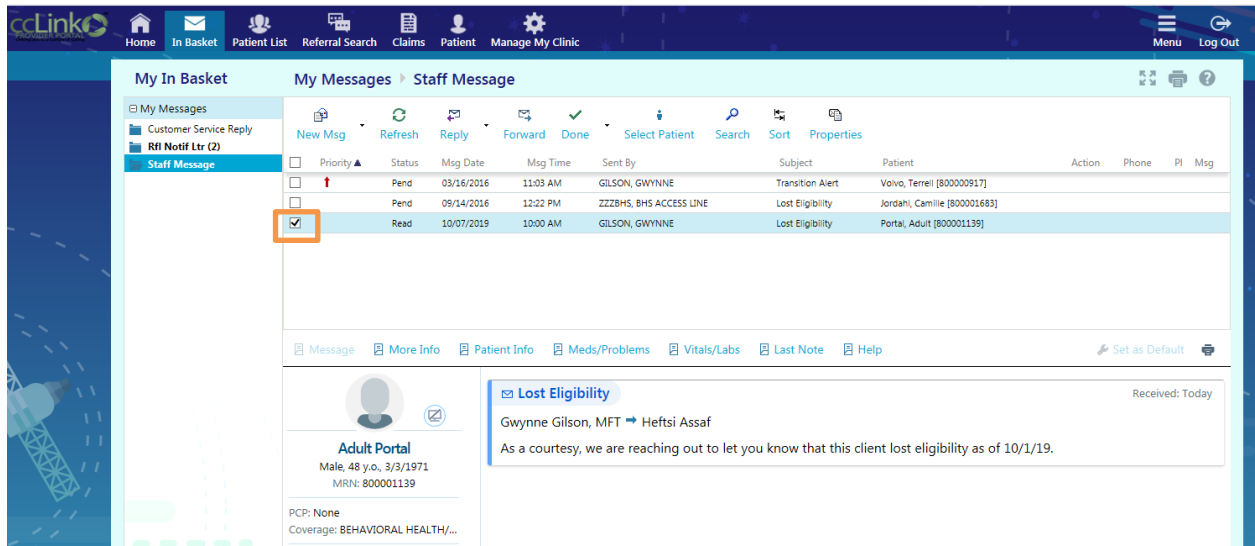 ccLink
PROVIDER PORTAL
Home In Basket Patient List Referral Search Claims Patient Manage My Clinic Menu Log Out
My In Basket
My Messages Staff Message
My Messages
Customer Service Reply
Rfl Notif Ltr (2)
Staff Message
New Msg Refresh Reply Forward Done Select Patient Search Sort Properties
Priority Status Msg Date Msg Time Sent By Subject Patient Action Phone Pl Msg
Pend 03/16/2016 11:03 AM GILSON, GWYNNE Transition Alert Volvo, Terrell [800000917]
Pend 09/14/2016 12:22 PM ZZZBHS, BHS ACCESS LINE Lost Eligibility Jordahl, Camille [800001683]
Read 10/07/2019 10:00 AM GILSON, GWYNNE Lost Eligibility Portal, Adult [800001139]
Message More Info Patient Info Meds/Problems Vitals/Labs Last Note Help Set as Default
Adult Portal
Male, 48 y.o., 3/3/1971
MRN: 800001139
PCP: None
Coverage: BEHAVIORAL HEALTH/...
Lost Eligibility Received: Today
Gwynne Gilson, MFT ➡ Heftsi Assaf
As a courtesy, we are reaching out to let you know that this client lost eligibility as of 10/1/19.